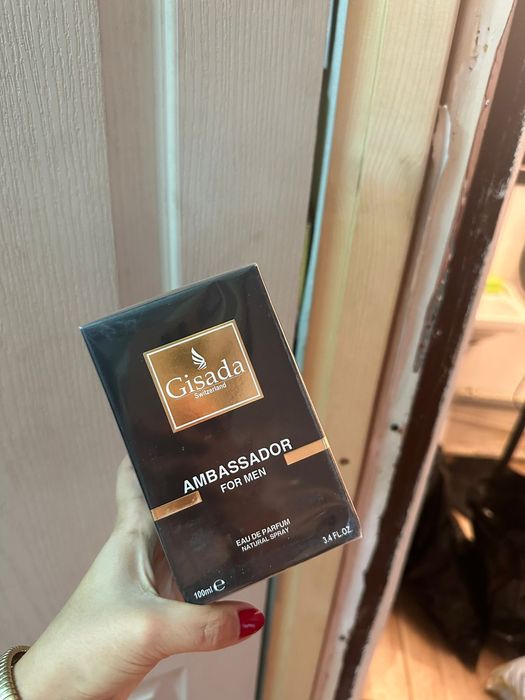 Gisada
Switzerland
AMBASSADOR
FOR MEN
EAU DE PARFUM
NATURAL SPRAY
100ml ℮
3.4 FL.OZ